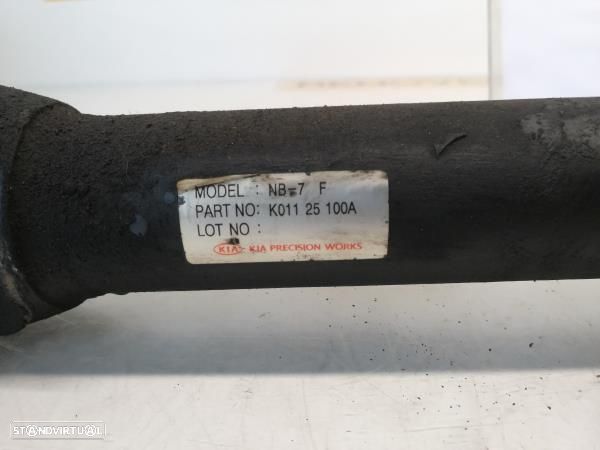 MODEL : NB-7 F
PART NO: K011 25 100A
LOT NO :
KIA KIA PRECISION WORKS
STANDVIRTUAL